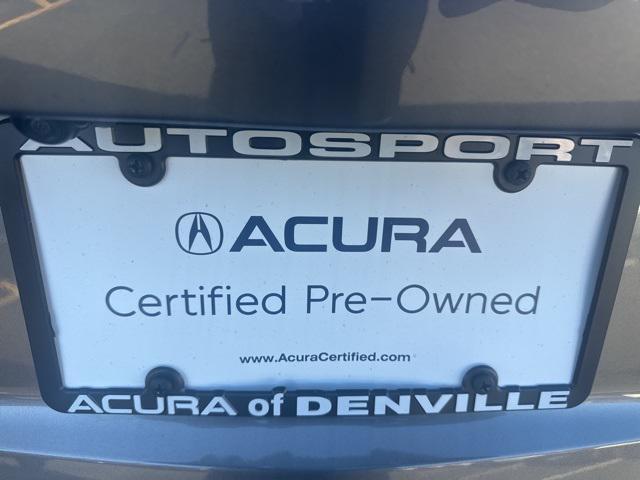 AUTOSPORT
ACURA
Certified Pre-Owned
www.AcuraCertified.com
ACURA of DENVILLE